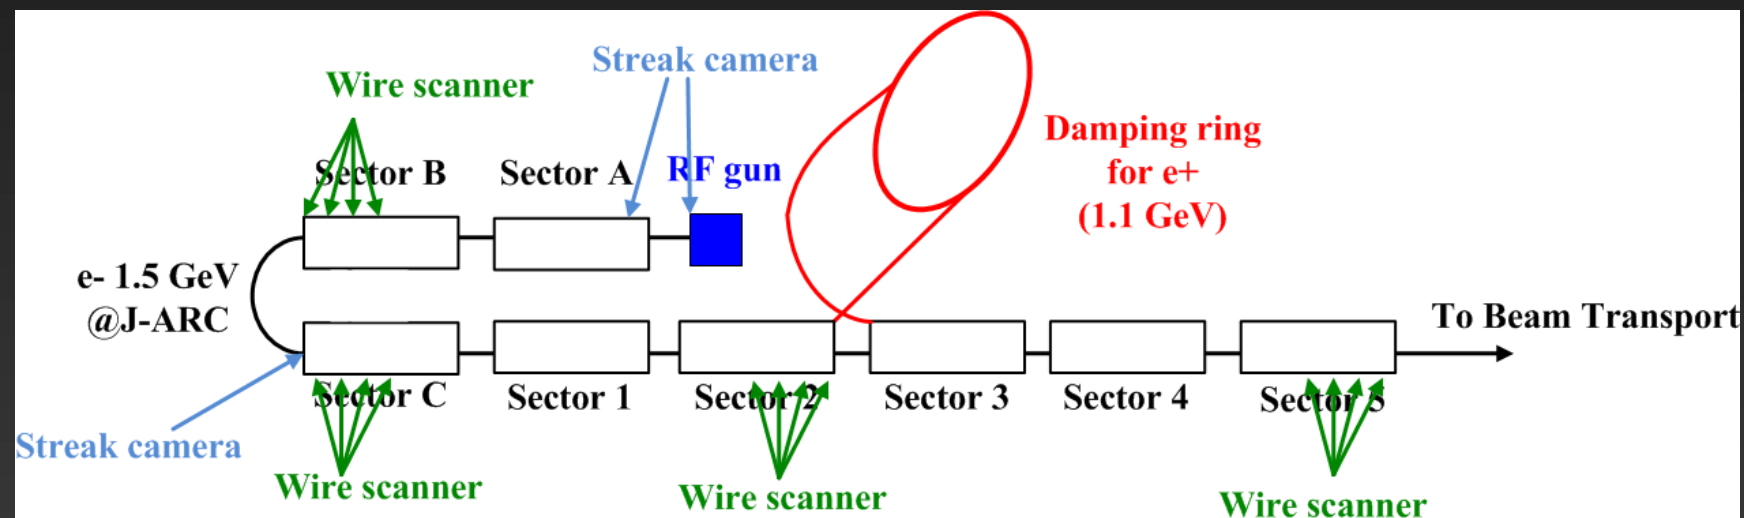 Streak camera
Wire scanner
Sector B
Sector A
RF gun
Damping ring
for e+
(1.1 GeV)
e- 1.5 GeV
@J-ARC
To Beam Transport
Sector C
Sector 1
Sector 2
Sector 3
Sector 4
Sector 5
Streak camera
Wire scanner
Wire scanner
Wire scanner